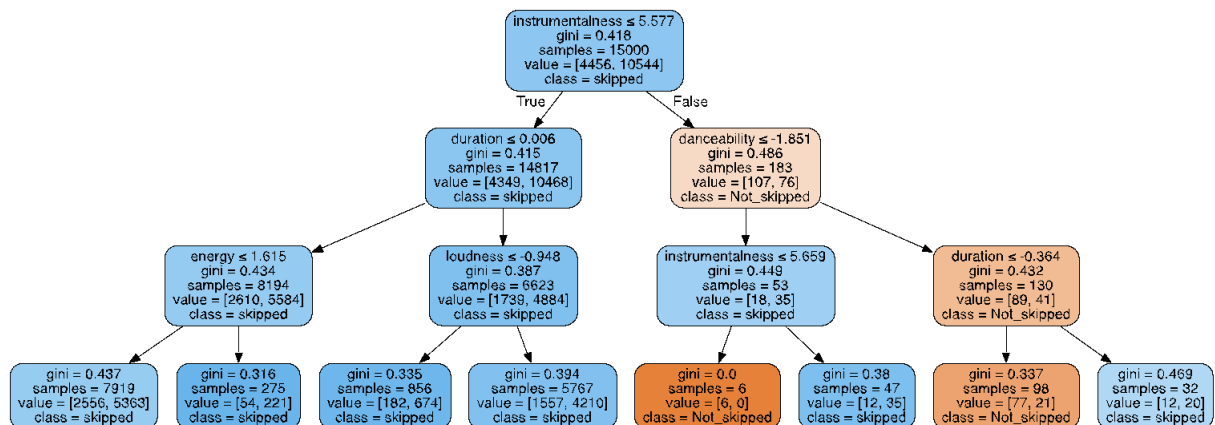 instrumentalness ≤ 5.577
gini = 0.418
samples = 15000
value = [4456, 10544]
class = skipped
True
False
duration ≤ 0.006
gini = 0.415
samples = 14817
value = [4349, 10468]
class = skipped
danceability ≤ -1.851
gini = 0.486
samples = 183
value = [107, 76]
class = Not_skipped
energy ≤ 1.615
gini = 0.434
samples = 8194
value = [2610, 5584]
class = skipped
loudness ≤ -0.948
gini = 0.387
samples = 6623
value = [1739, 4884]
class = skipped
instrumentalness ≤ 5.659
gini = 0.449
samples = 53
value = [18, 35]
class = skipped
duration ≤ -0.364
gini = 0.432
samples = 130
value = [89, 41]
class = Not_skipped
gini = 0.437
samples = 7919
value = [2556, 5363]
class = skipped
gini = 0.316
samples = 275
value = [54, 221]
class = skipped
gini = 0.335
samples = 856
value = [182, 674]
class = skipped
gini = 0.394
samples = 5767
value = [1557, 4210]
class = skipped
gini = 0.0
samples = 6
value = [6, 0]
class = Not_skipped
gini = 0.38
samples = 47
value = [12, 35]
class = skipped
gini = 0.337
samples = 98
value = [77, 21]
class = Not_skipped
gini = 0.469
samples = 32
value = [12, 20]
class = skipped